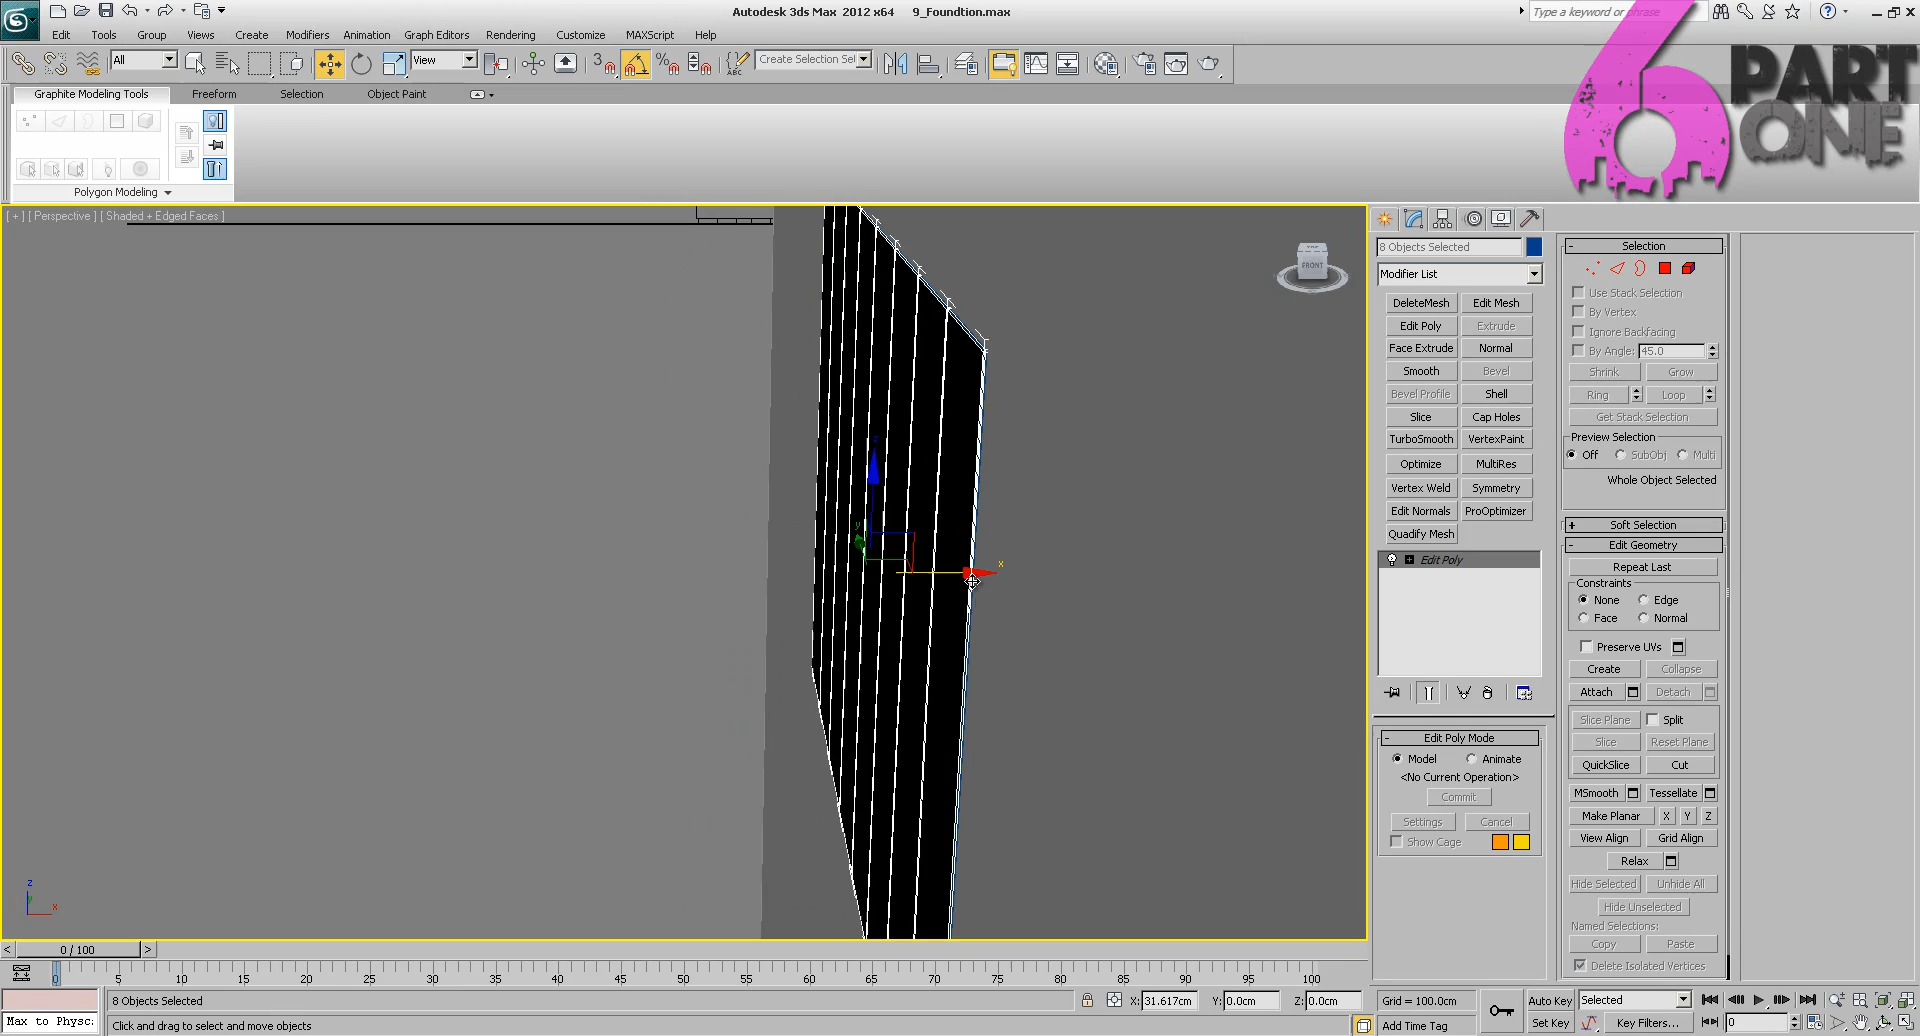 Autodesk 3ds Max 2012 x64 9_Foundtion.max
Type a keyword or phrase
Edit Tools Group Views Create Modifiers Animation Graph Editors Rendering Customize MAXScript Help
All View Create Selection Sel
Graphite Modeling Tools Freeform Selection Object Paint
Polygon Modeling
6 PART ONE
[ + ] [ Perspective ] [ Shaded + Edged Faces ]
TOP
FRONT
z
y
x
z
x
8 Objects Selected
Modifier List
DeleteMesh Edit Mesh
Edit Poly Extrude
Face Extrude Normal
Smooth Bevel
Bevel Profile Shell
Slice Cap Holes
TurboSmooth VertexPaint
Optimize MultiRes
Vertex Weld Symmetry
Edit Normals ProOptimizer
Quadify Mesh
Edit Poly
- Edit Poly Mode
Model Animate
<No Current Operation>
Commit
Settings Cancel
Show Cage
- Selection
Use Stack Selection
By Vertex
Ignore Backfacing
By Angle: 45.0
Shrink Grow
Ring Loop
Get Stack Selection
Preview Selection
Off SubObj Multi
Whole Object Selected
+ Soft Selection
- Edit Geometry
Repeat Last
Constraints
None Edge
Face Normal
Preserve UVs
Create Collapse
Attach Detach
Slice Plane Split
Slice Reset Plane
QuickSlice Cut
MSmooth Tessellate
Make Planar X Y Z
View Align Grid Align
Relax
Hide Selected Unhide All
Hide Unselected
Named Selections:
Copy Paste
Delete Isolated Vertices
< 0 / 100 >
0 5 10 15 20 25 30 35 40 45 50 55 60 65 70 75 80 85 90 95 100
8 Objects Selected X: 31.617cm Y: 0.0cm Z: 0.0cm Grid = 100.0cm Auto Key Selected
Max to Physc: Click and drag to select and move objects Add Time Tag Set Key Key Filters... 0